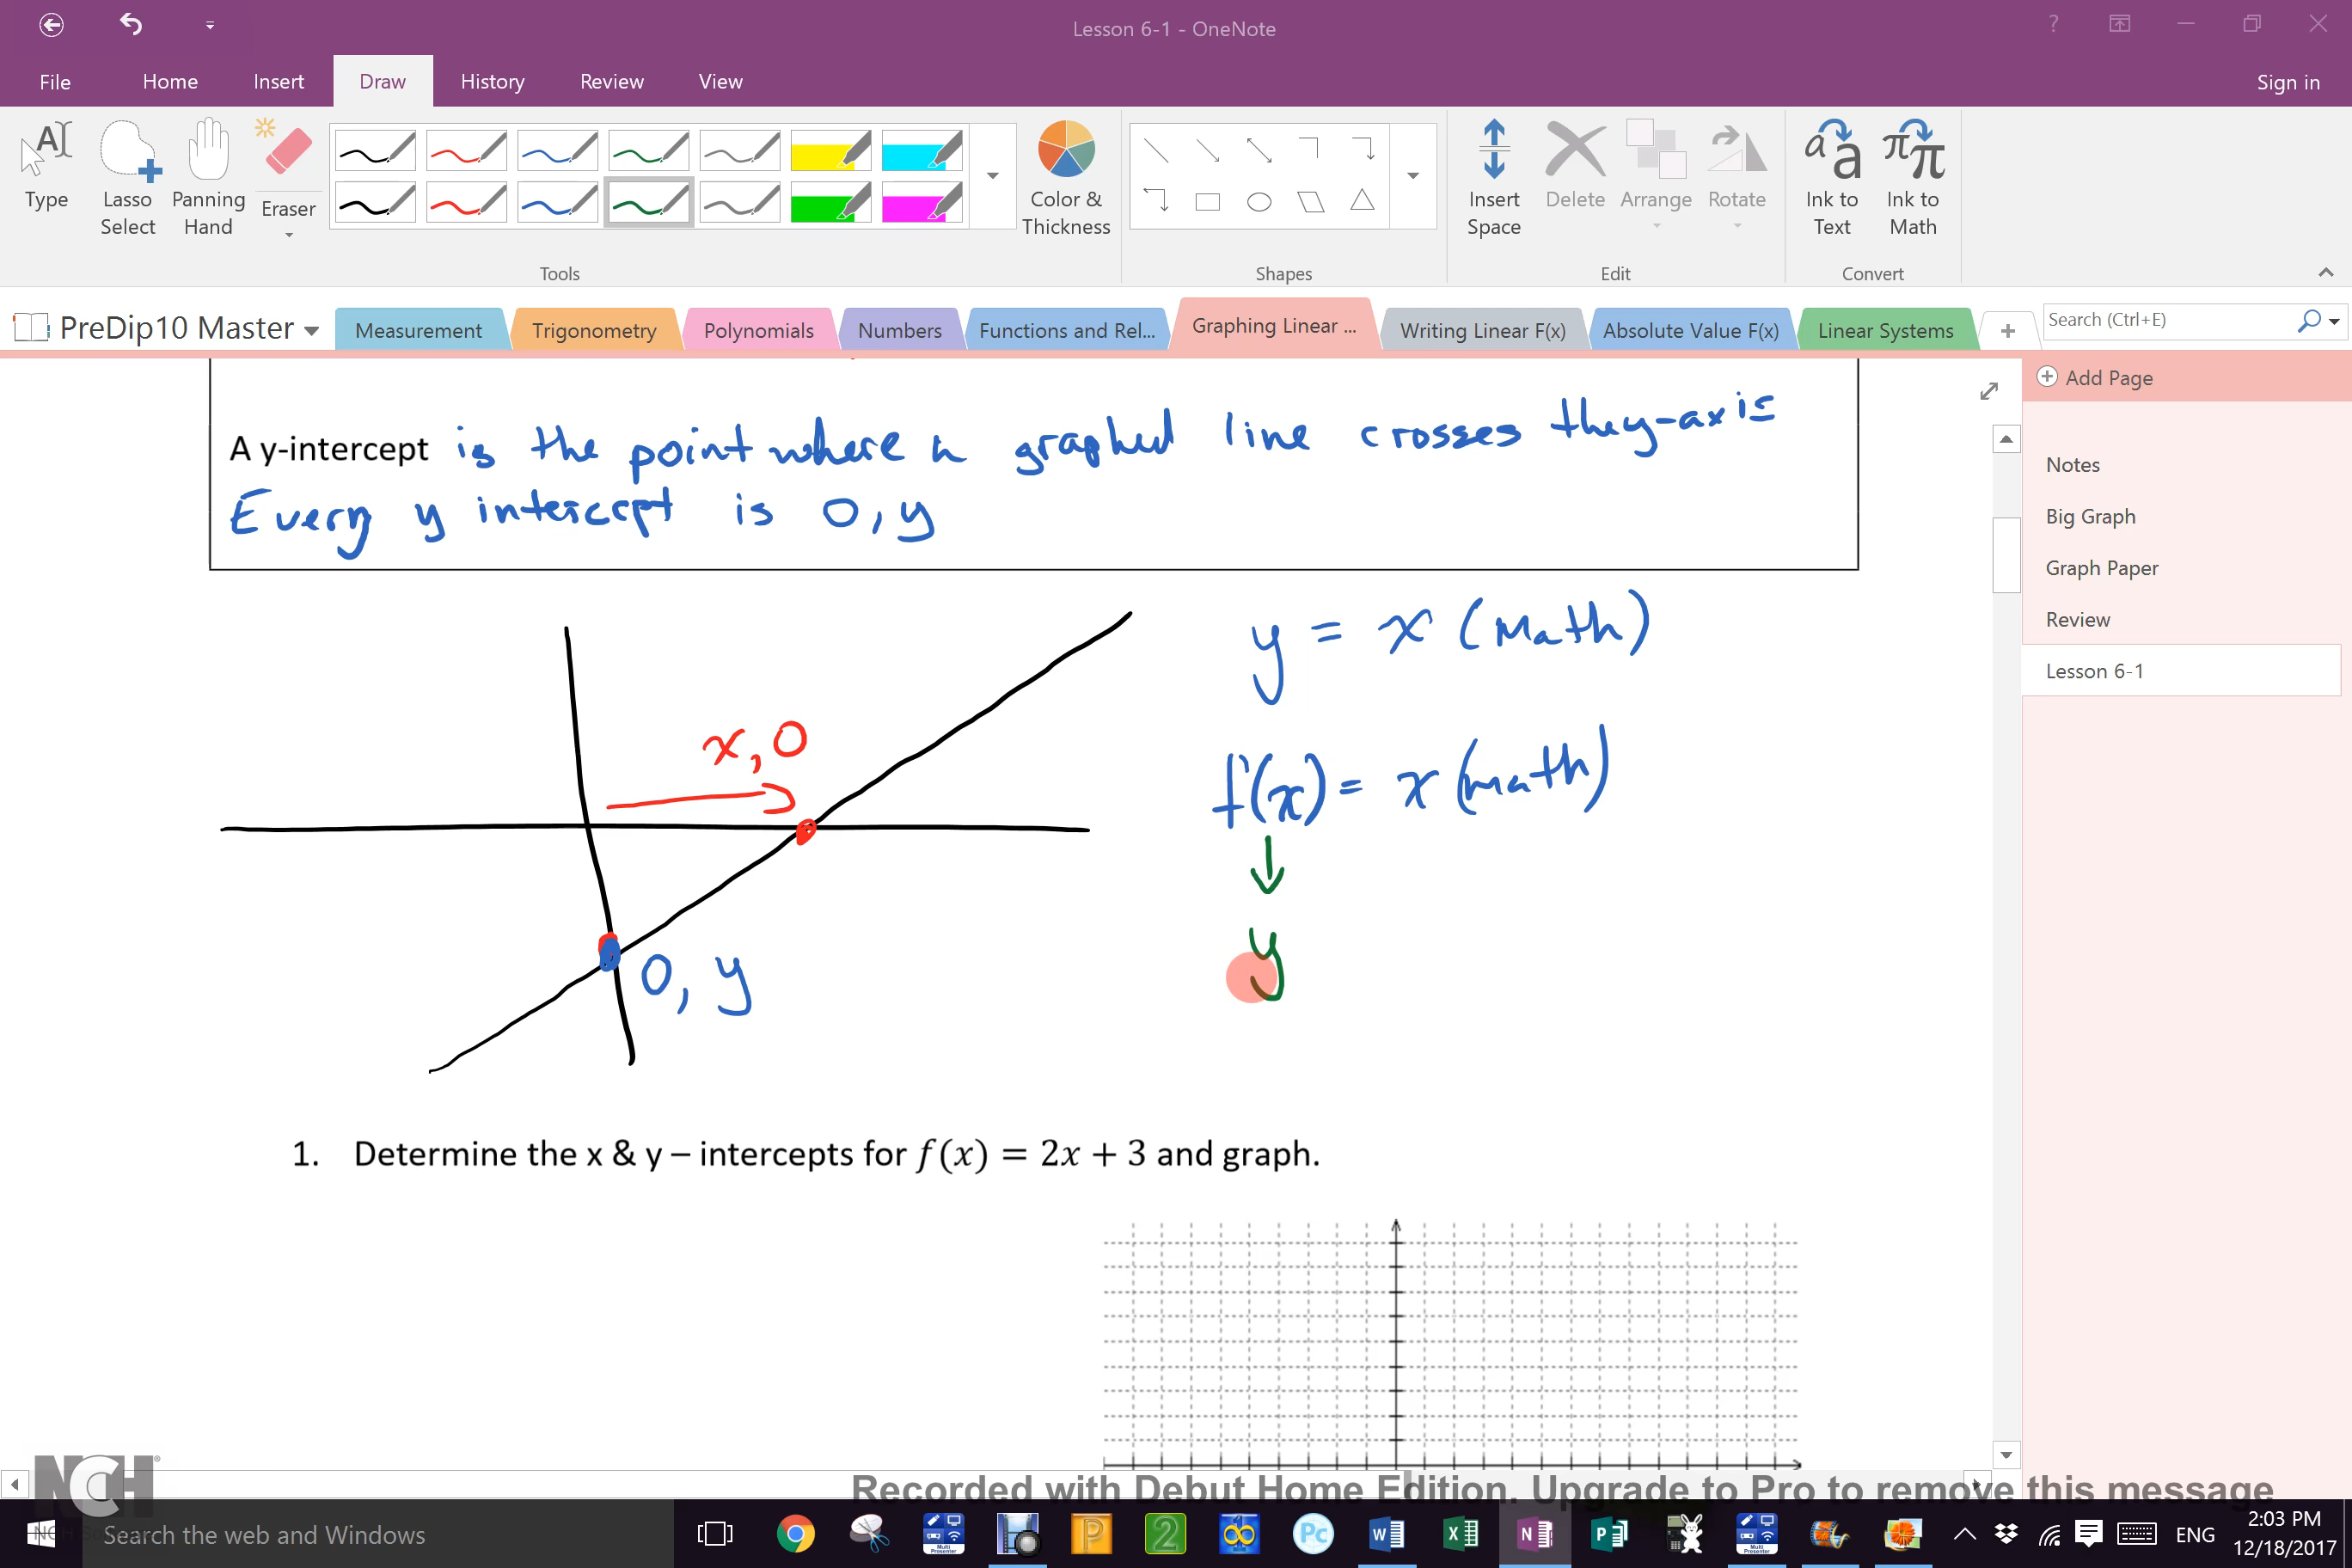 Lesson 6-1 - OneNote
?
File Home Insert Draw History Review View Sign in
Type
Lasso Select
Panning Hand
Eraser
Color & Thickness
Insert Space
Delete
Arrange
Rotate
Ink to Text
Ink to Math
Tools Shapes Edit Convert
PreDip10 Master Measurement Trigonometry Polynomials Numbers Functions and Rel... Graphing Linear ... Writing Linear F(x) Absolute Value F(x) Linear Systems + Search (Ctrl+E)
Add Page
Notes
Big Graph
Graph Paper
Review
Lesson 6-1
A y-intercept is the point where a graphed line crosses the y-axis
Every y intercept is 0, y
y = x (Math)
x, 0
f(x) = x (math)
y
0, y
1. Determine the x & y – intercepts for f(x) = 2x + 3 and graph.
NCH
Recorded with Debut Home Edition. Upgrade to Pro to remove this message
Search the web and Windows
ENG
2:03 PM
12/18/2017